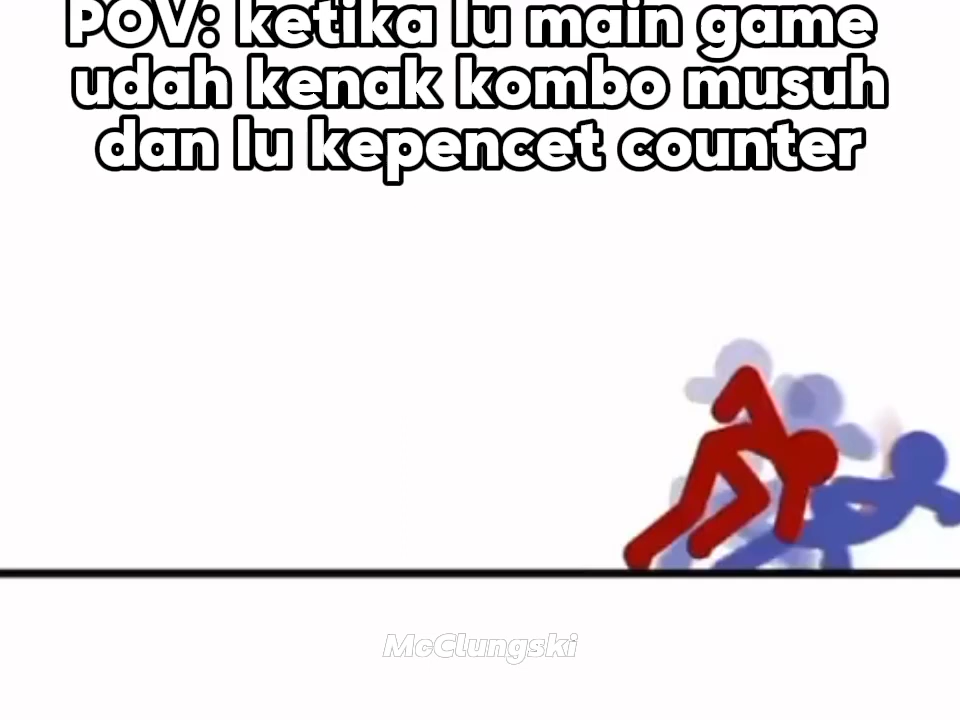 POV: ketika lu main game
udah kenak kombo musuh
dan lu kepencet counter
McClungski